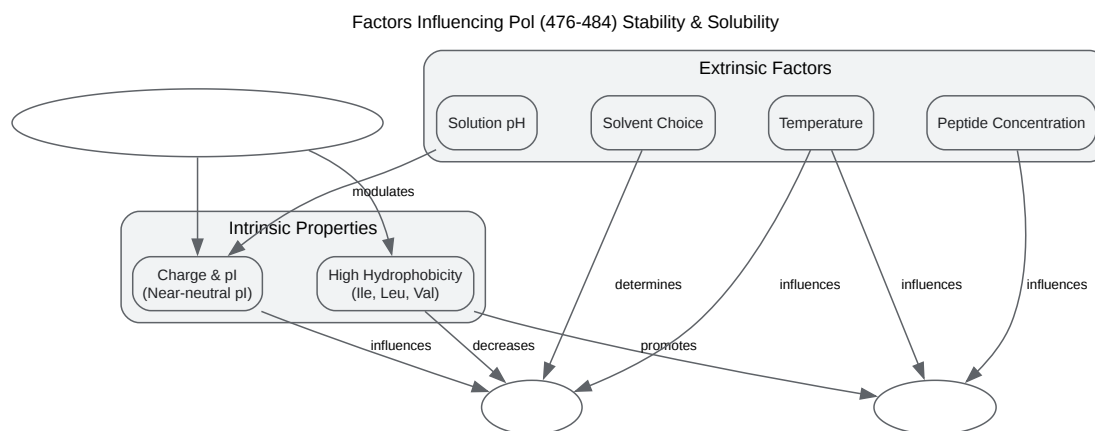 Factors Influencing Pol (476-484) Stability & Solubility
Extrinsic Factors
Solution pH
Solvent Choice
Temperature
Peptide Concentration
modulates
Intrinsic Properties
Charge & pI
(Near-neutral pI)
High Hydrophobicity
(Ile, Leu, Val)
determines
influences
influences
influences
influences
decreases
promotes